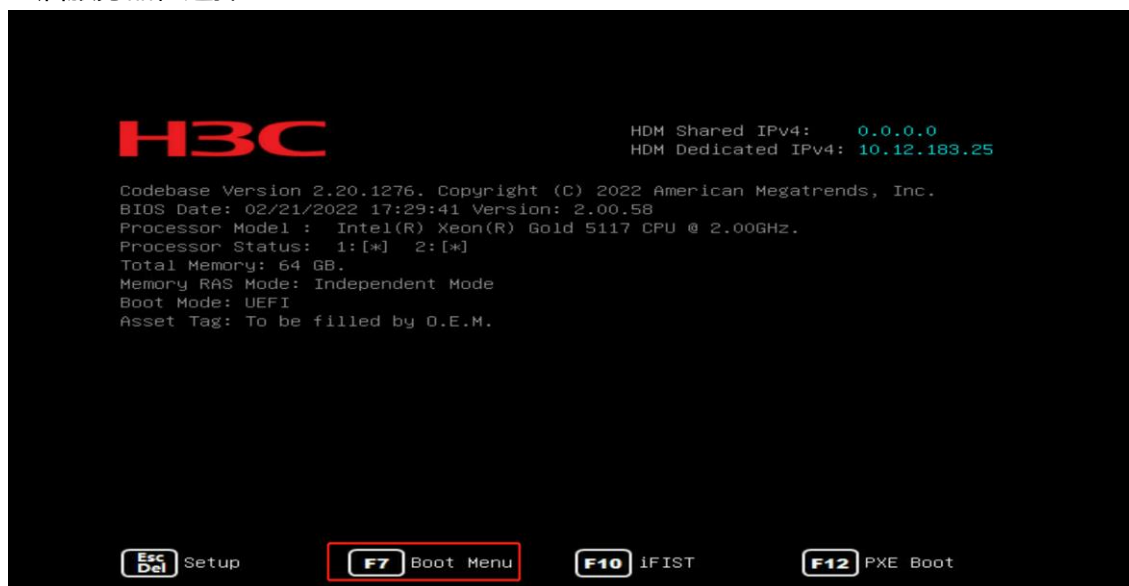 H3C
HDM Shared IPv4: 0.0.0.0
HDM Dedicated IPv4: 10.12.183.25
Codebase Version 2.20.1276. Copyright (C) 2022 American Megatrends, Inc.
BIOS Date: 02/21/2022 17:29:41 Version: 2.00.58
Processor Model : Intel(R) Xeon(R) Gold 5117 CPU @ 2.00GHz.
Processor Status: 1:[*] 2:[*]
Total Memory: 64 GB.
Memory RAS Mode: Independent Mode
Boot Mode: UEFI
Asset Tag: To be filled by O.E.M.
Esc Del Setup F7 Boot Menu F10 iFIST F12 PXE Boot